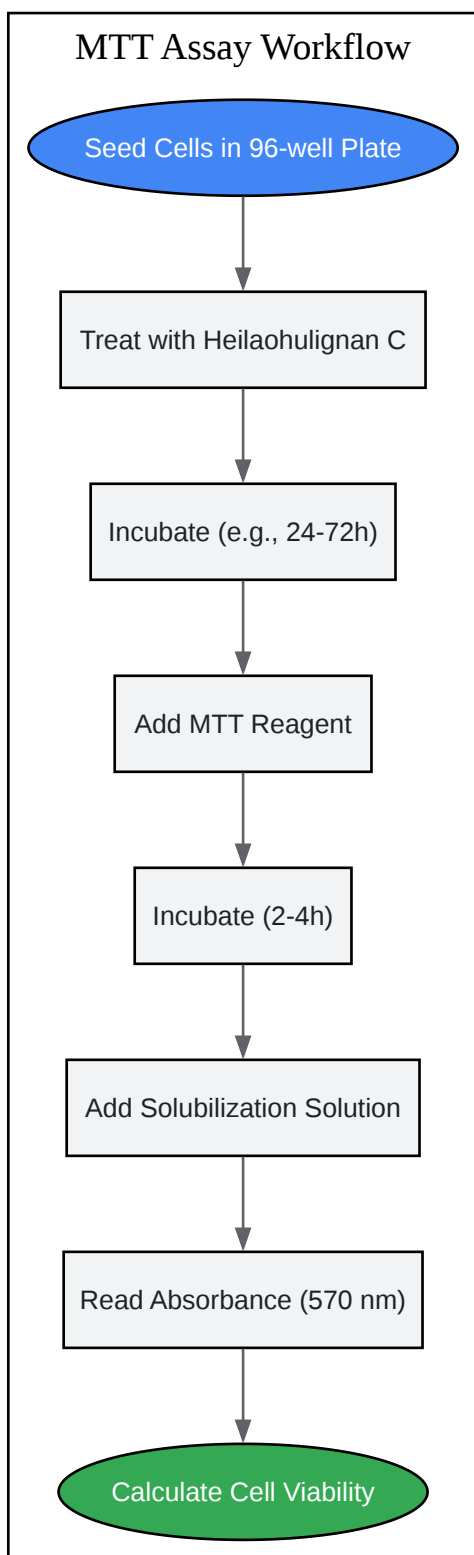 MTT Assay Workflow
Seed Cells in 96-well Plate
Treat with Heilaohulignan C
Incubate (e.g., 24-72h)
Add MTT Reagent
Incubate (2-4h)
Add Solubilization Solution
Read Absorbance (570 nm)
Calculate Cell Viability